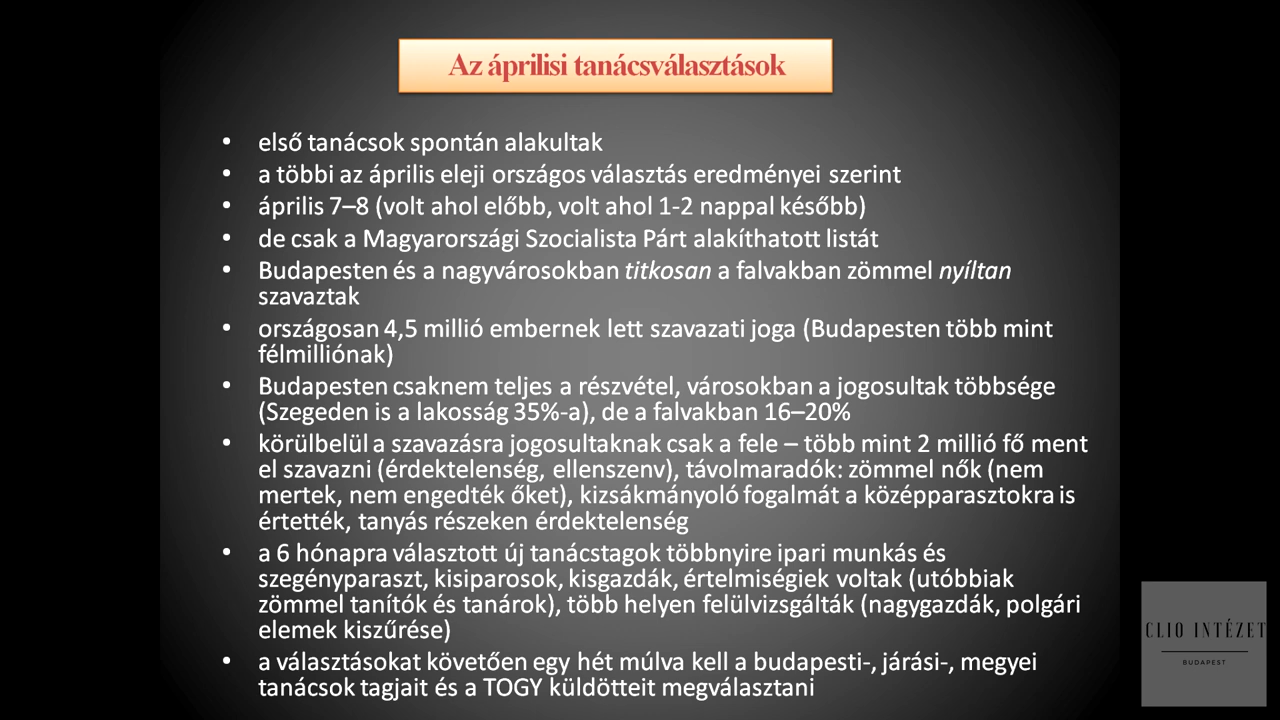 Az áprilisi tanácsválasztások
• első tanácsok spontán alakultak
• a többi az április eleji országos választás eredményei szerint
• április 7–8 (volt ahol előbb, volt ahol 1-2 nappal később)
• de csak a Magyarországi Szocialista Párt alakíthatott listát
• Budapesten és a nagyvárosokban titkosan a falvakban zömmel nyíltan
szavaztak
• országosan 4,5 millió embernek lett szavazati joga (Budapesten több mint
félmilliónak)
• Budapesten csaknem teljes a részvétel, városokban a jogosultak többsége
(Szegeden is a lakosság 35%-a), de a falvakban 16–20%
• körülbelül a szavazásra jogosultaknak csak a fele – több mint 2 millió fő ment
el szavazni (érdektelenség, ellenszenv), távolmaradók: zömmel nők (nem
mertek, nem engedték őket), kizsákmányoló fogalmát a középparasztokra is
értették, tanyás részeken érdektelenség
• a 6 hónapra választott új tanácstagok többnyire ipari munkás és
szegényparaszt, kisiparosok, kisgazdák, értelmiségiek voltak (utóbbiak
zömmel tanítók és tanárok), több helyen felülvizsgálták (nagygazdák, polgári
elemek kiszűrése)
• a választásokat követően egy hét múlva kell a budapesti-, járási-, megyei
tanácsok tagjait és a TOGY küldötteit megválasztani
CLIO INTÉZET
BUDAPEST